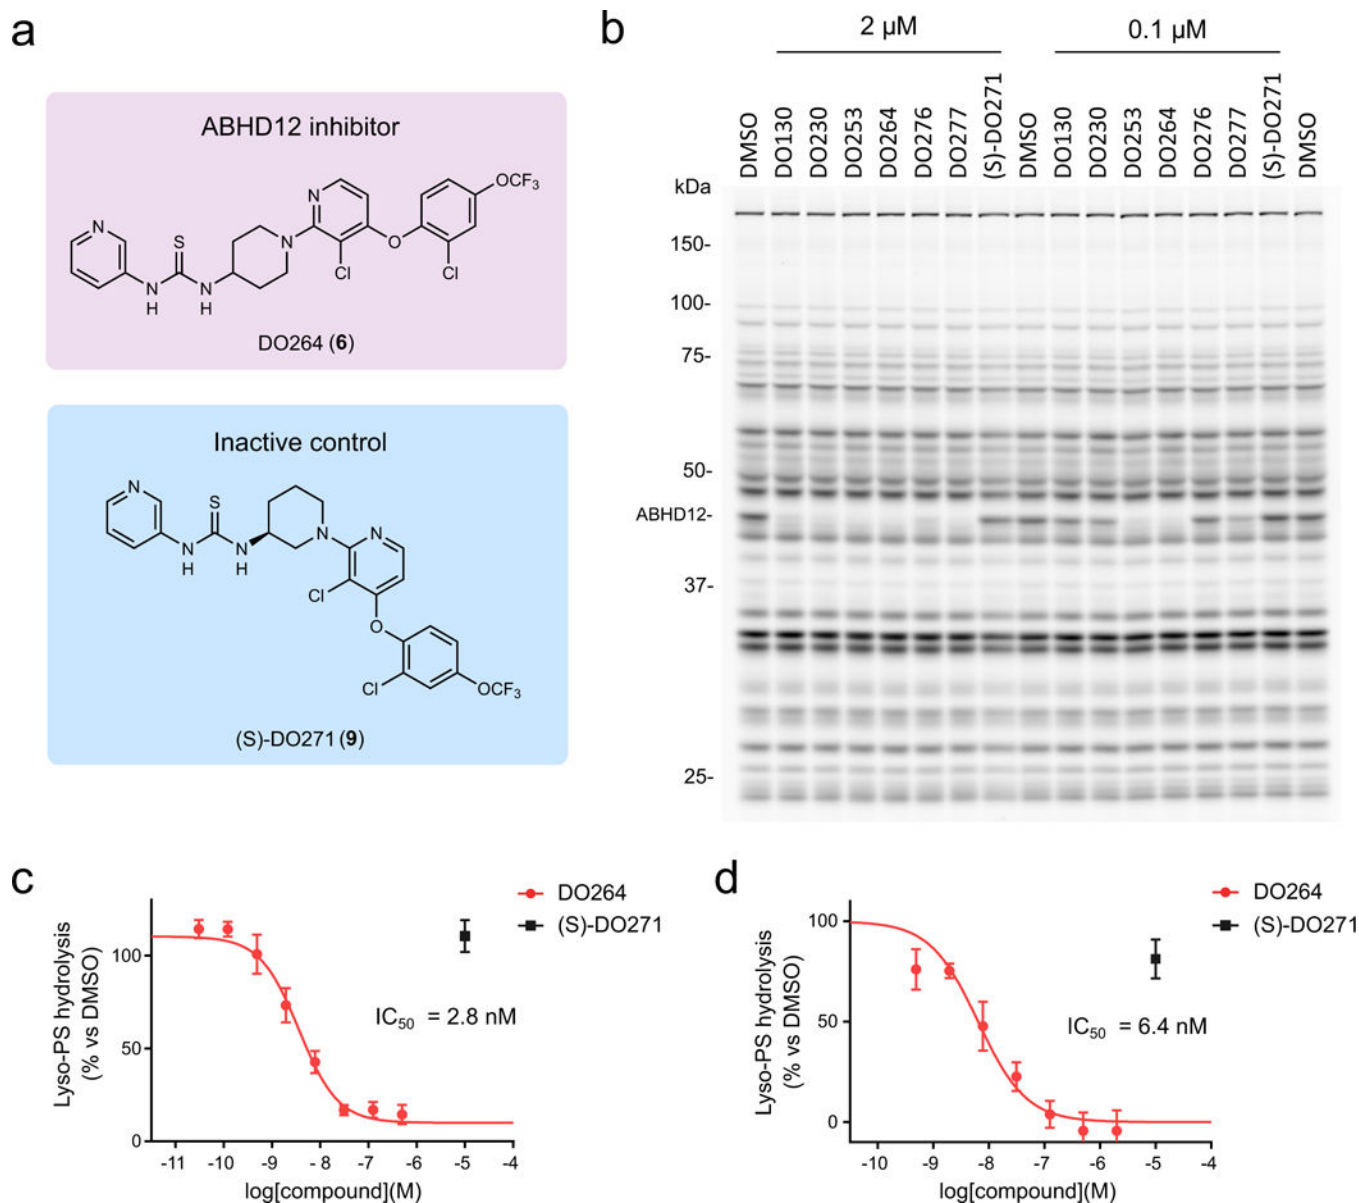 a
ABHD12 inhibitor
N
OCF3
S
N
N
N
O
Cl
Cl
H
H
DO264 (6)
Inactive control
N
S
N
N
N
N
H
H
Cl
O
Cl
OCF3
(S)-DO271 (9)
b
2 µM
0.1 µM
DMSO
DO130
DO230
DO253
DO264
DO276
DO277
(S)-DO271
DMSO
DO130
DO230
DO253
DO264
DO276
DO277
(S)-DO271
DMSO
kDa
150-
100-
75-
50-
ABHD12-
37-
25-
c
Lyso-PS hydrolysis
(% vs DMSO)
100
50
0
-11 -10 -9 -8 -7 -6 -5 -4
log[compound](M)
DO264
(S)-DO271
IC50 = 2.8 nM
d
Lyso-PS hydrolysis
(% vs DMSO)
100
50
0
-10 -9 -8 -7 -6 -5 -4
log[compound](M)
DO264
(S)-DO271
IC50 = 6.4 nM